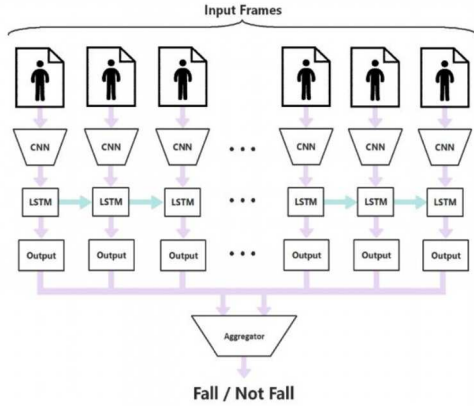 Input Frames
CNN CNN CNN ... CNN CNN CNN
LSTM LSTM LSTM ... LSTM LSTM LSTM
Output Output Output ... Output Output Output
Aggregator
Fall / Not Fall